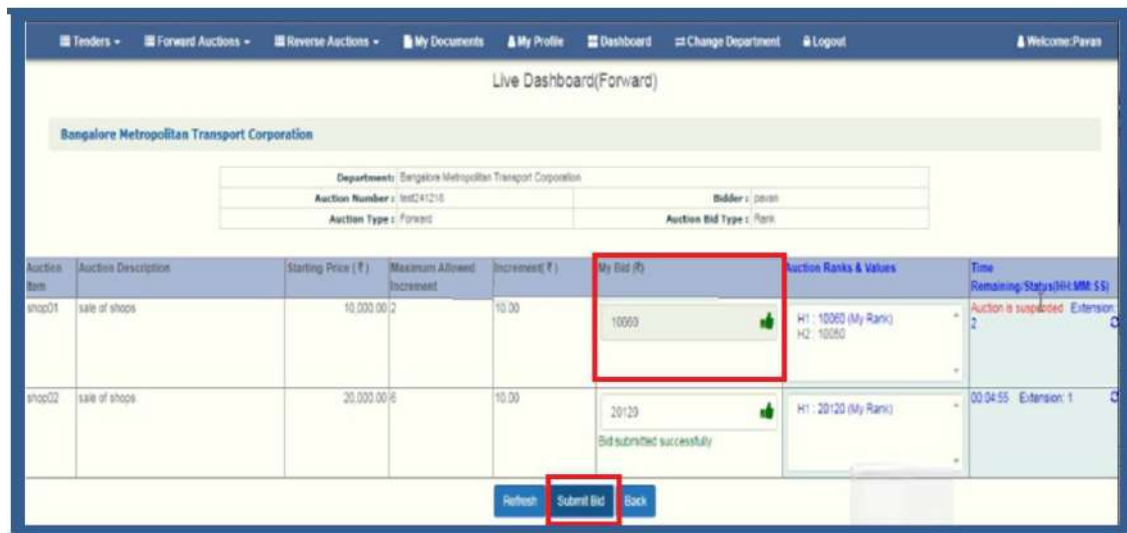 Tenders Forward Auctions Reverse Auctions My Documents My Profile Dashboard Change Department Logout Welcome:Pavan
Live Dashboard(Forward)
Bangalore Metropolitan Transport Corporation
Department: Bangalore Metropolitan Transport Corporation
Auction Number : test241218 Bidder : pavan
Auction Type : Forward Auction Bid Type : Rank
Auction Item Auction Description Starting Price ( ₹ ) Maximum Allowed Increment Increment( ₹ ) My Bid (₹) Auction Ranks & Values Time Remaining/Status(HH:MM:SS)
shop01 sale of shops 10,000.00 2 10.00 10060 H1 : 10060 (My Rank) Auction is suspended Extension: 2
H2 : 10050
shop02 sale of shops 20,000.00 6 10.00 20120 H1 : 20120 (My Rank) 00:04:55 Extension: 1
Bid submitted successfully
Refresh Submit Bid Back